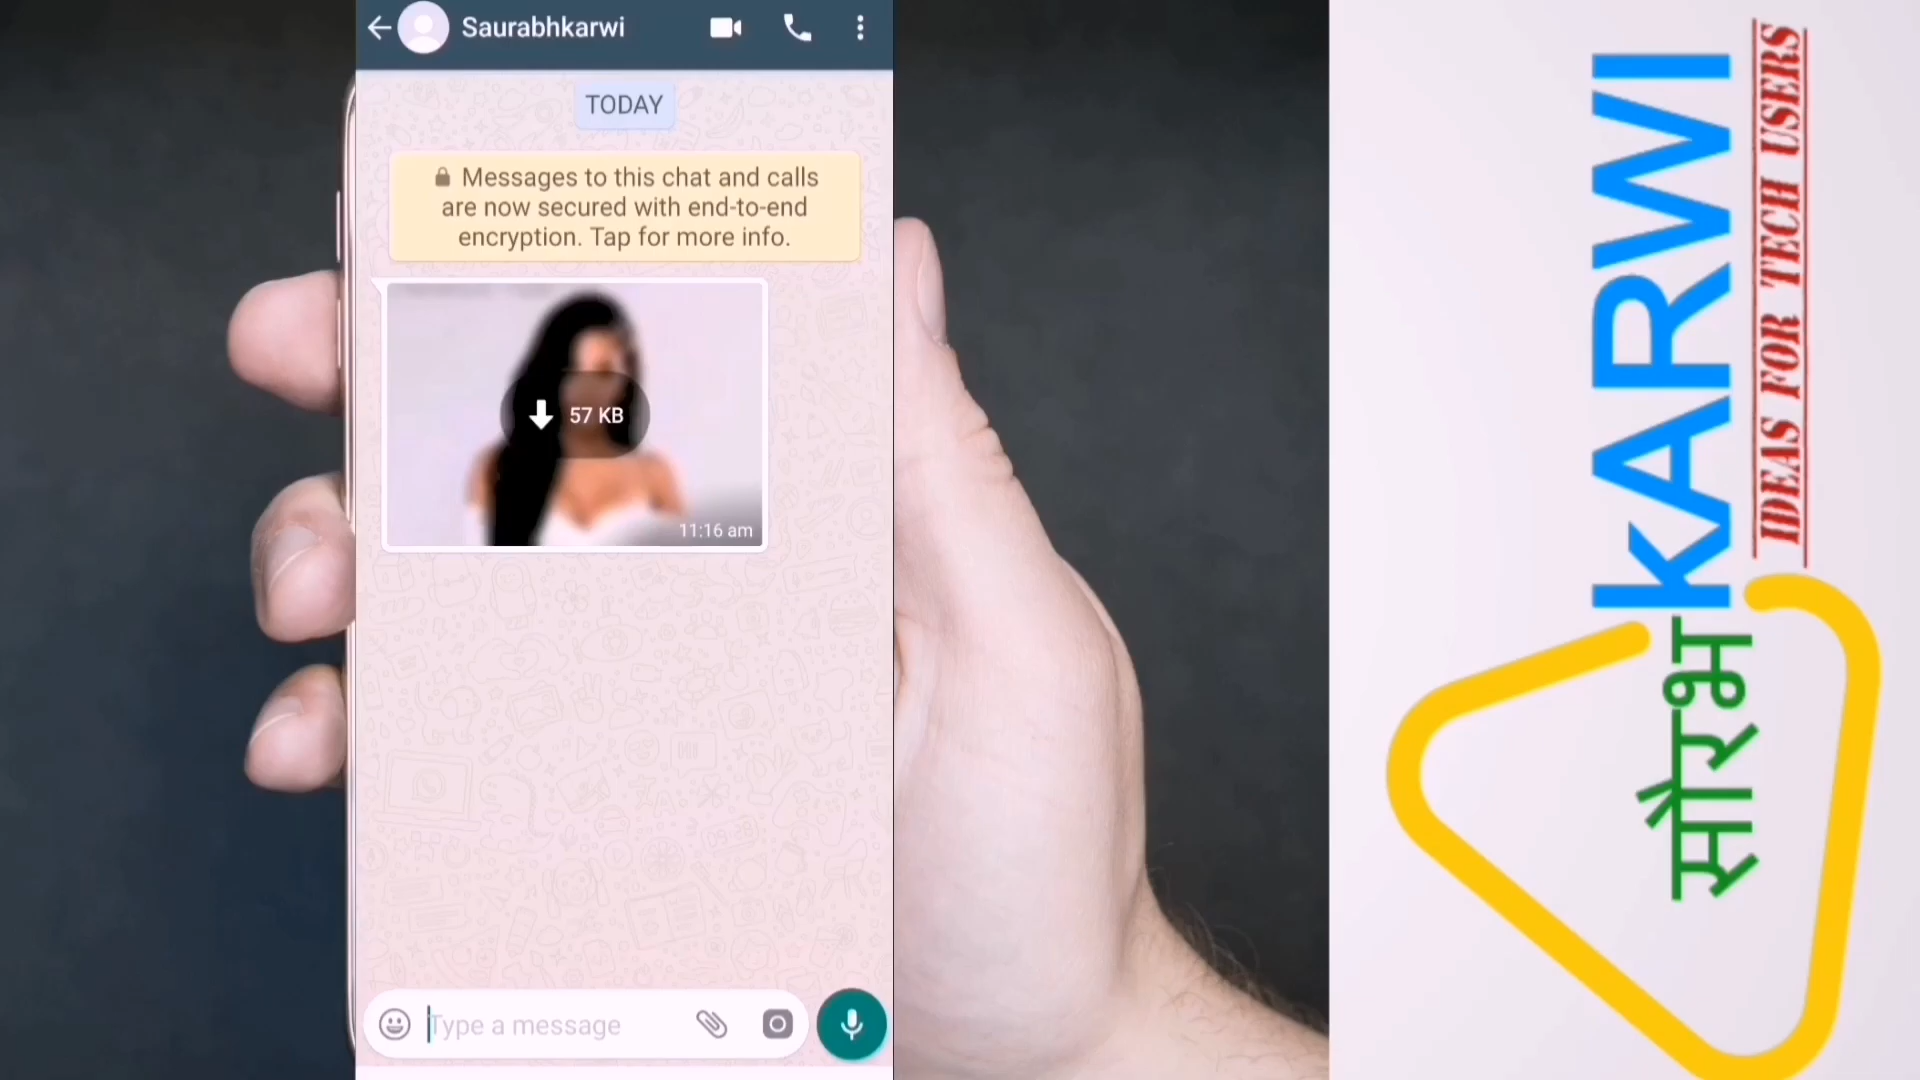 Saurabhkarwi
TODAY
Messages to this chat and calls
are now secured with end-to-end
encryption. Tap for more info.
57 KB
11:16 am
Type a message
सौरभ KARWI
IDEAS FOR TECH USERS